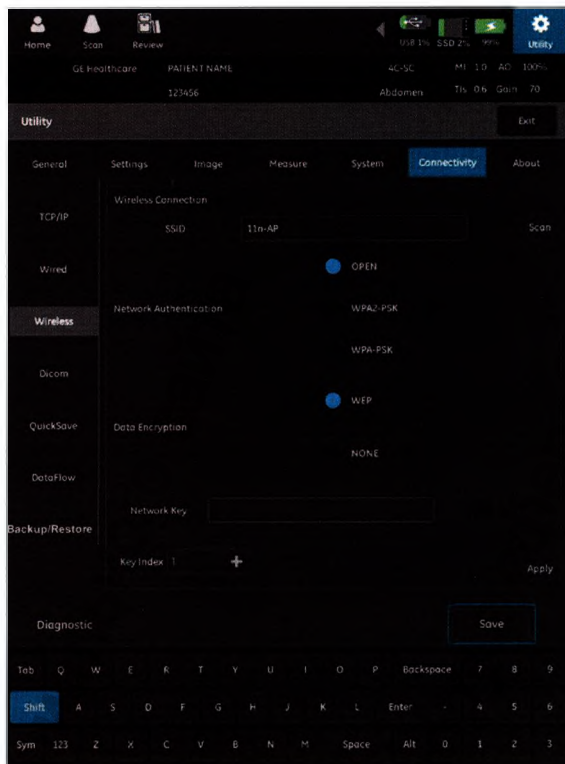 Home Scan Review USB 1% SSD 2% 99% Utility
GE Healthcare PATIENT NAME 4C-SC MI 1.0 AO 100%
123456 Abdomen TIs 0.6 Gain 70
Utility Exit
General Settings Image Measure System Connectivity About
Wireless Connection
TCP/IP SSID 11n-AP Scan
Wired OPEN
Wireless Network Authentication WPA2-PSK
WPA-PSK
Dicom WEP
QuickSave Data Encryption
NONE
DataFlow
Network Key
Backup/Restore
Key Index 1 +
Apply
Diagnostic Save
Tab Q W E R T Y U I O P Backspace 7 8 9
Shift A S D F G H J K L Enter - 4 5 6
Sym 123 Z X C V B N M Space Alt 0 1 2 3